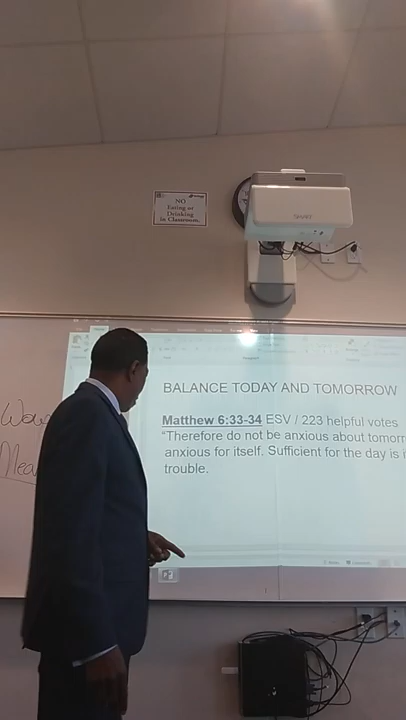 NO
Eating or
Drinking
in Classroom.
SMART
BALANCE TODAY AND TOMORROW
Matthew 6:33-34 ESV / 223 helpful votes
“Therefore do not be anxious about tomorr
anxious for itself. Sufficient for the day is i
trouble.